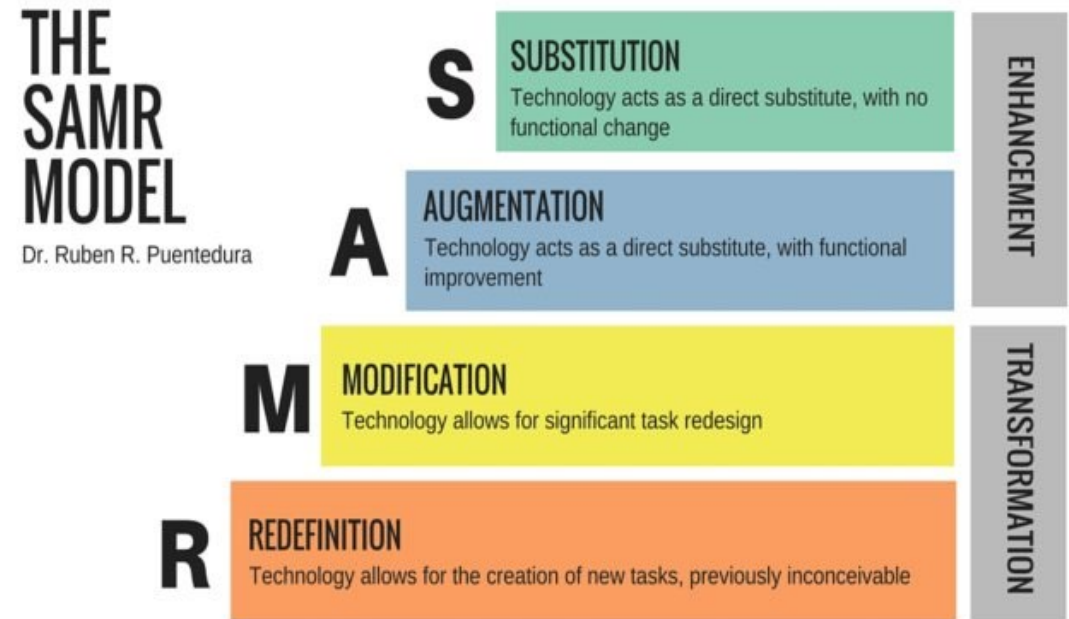 THE
SAMR
MODEL
Dr. Ruben R. Puentedura
S
SUBSTITUTION
Technology acts as a direct substitute, with no
functional change
A
AUGMENTATION
Technology acts as a direct substitute, with functional
improvement
ENHANCEMENT
M
MODIFICATION
Technology allows for significant task redesign
R
REDEFINITION
Technology allows for the creation of new tasks, previously inconceivable
TRANSFORMATION